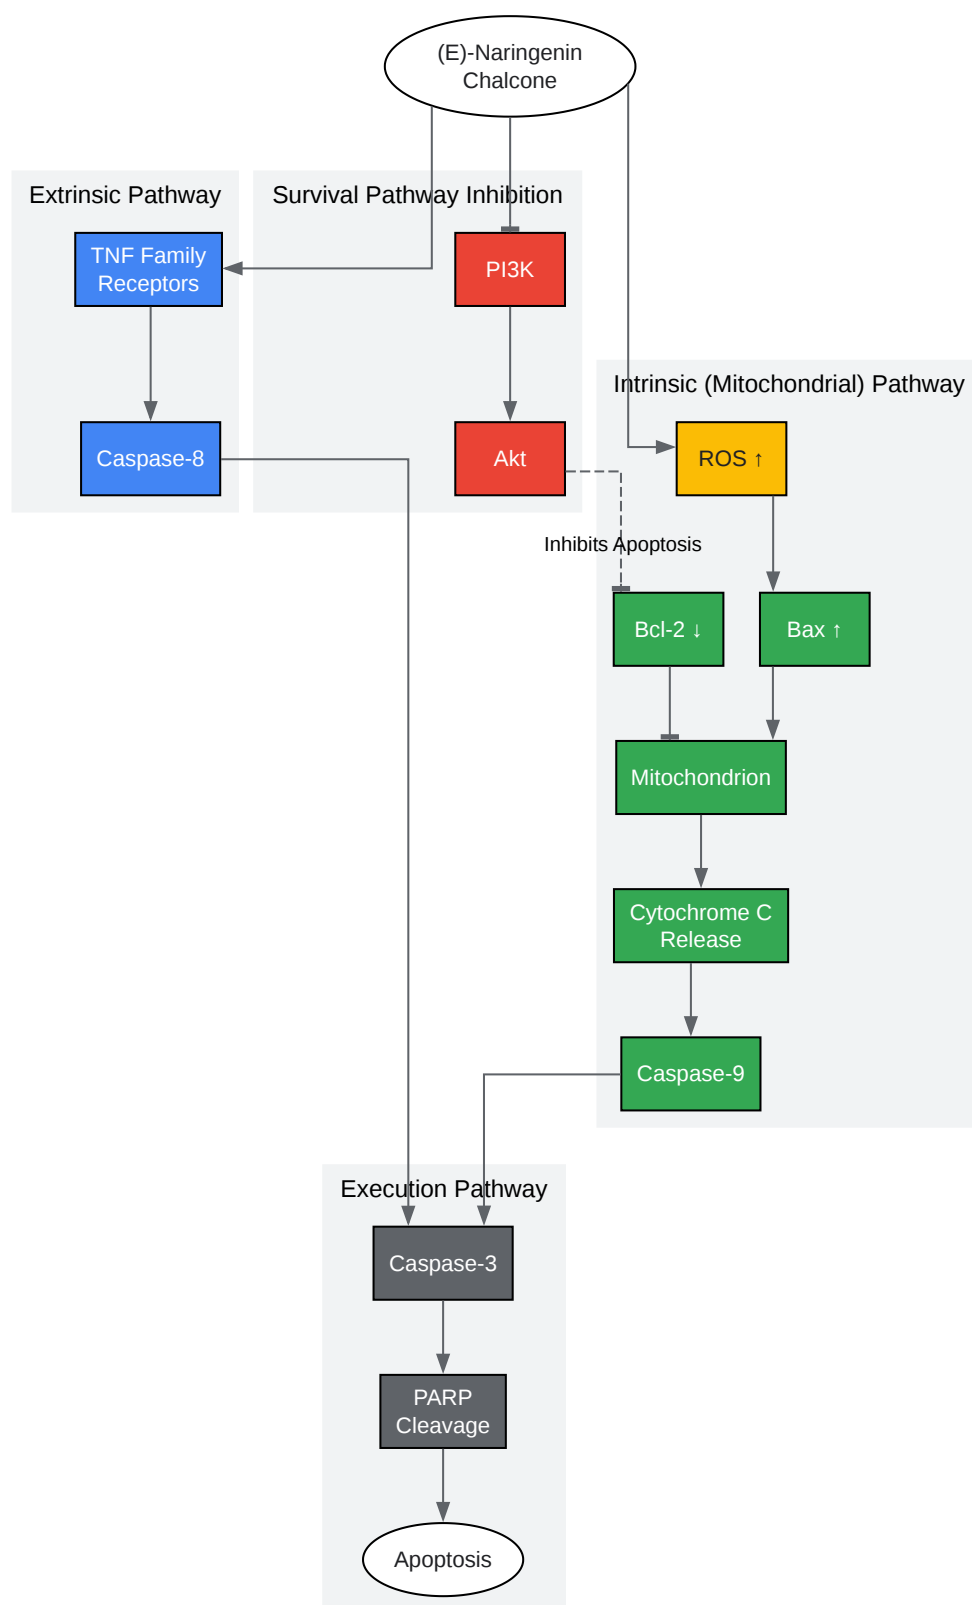 (E)-Naringenin
Chalcone
Extrinsic Pathway
Survival Pathway Inhibition
TNF Family
Receptors
PI3K
Intrinsic (Mitochondrial) Pathway
Caspase-8
Akt
ROS ↑
Inhibits Apoptosis
Bcl-2 ↓
Bax ↑
Mitochondrion
Cytochrome C
Release
Caspase-9
Execution Pathway
Caspase-3
PARP
Cleavage
Apoptosis